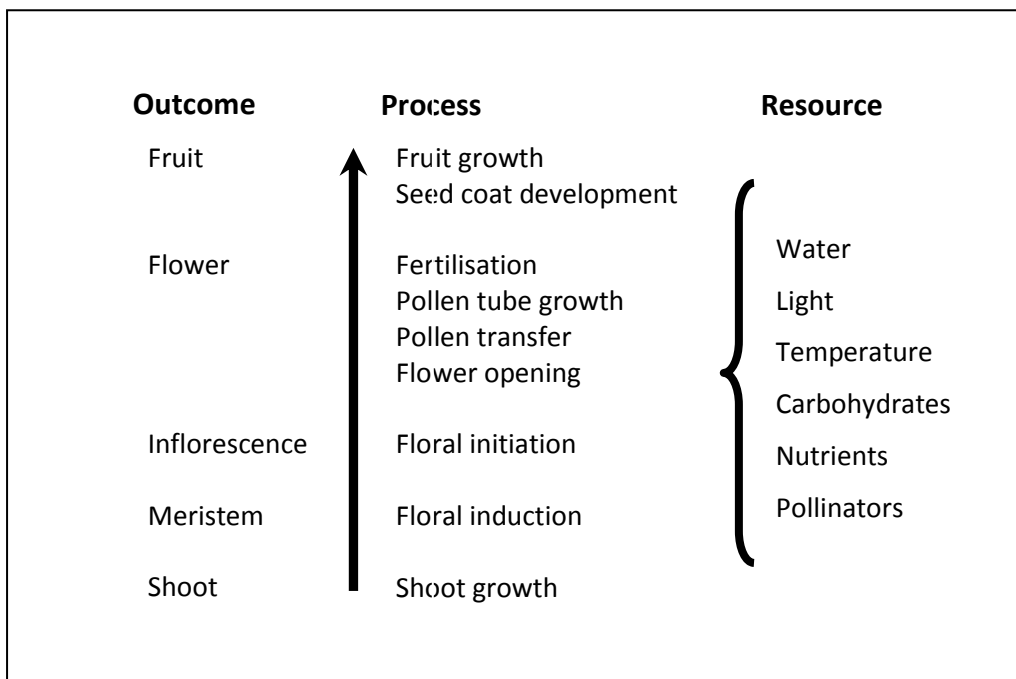 Outcome Process Resource
Fruit Fruit growth
Seed coat development
Flower Fertilisation
Pollen tube growth
Pollen transfer
Flower opening
Inflorescence Floral initiation
Meristem Floral induction
Shoot Shoot growth
Water
Light
Temperature
Carbohydrates
Nutrients
Pollinators